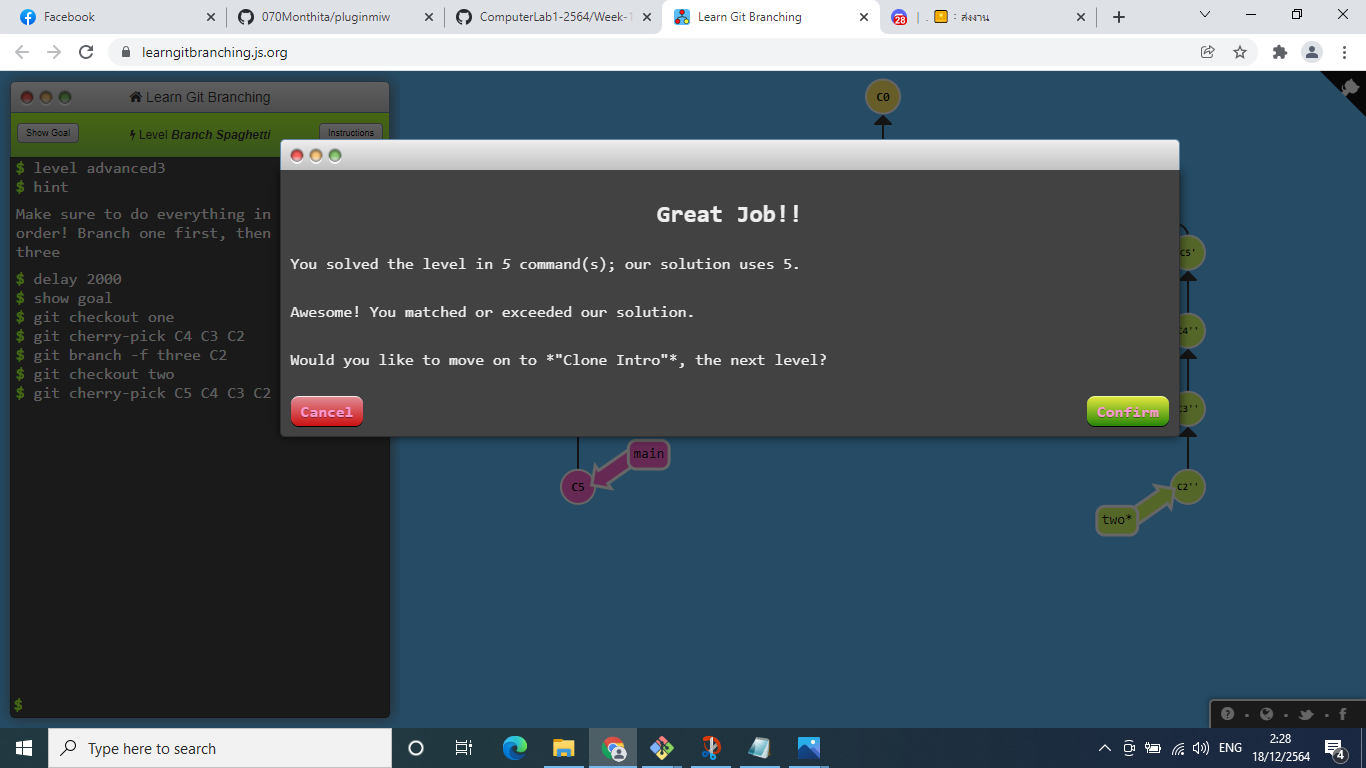 Facebook
070Monthita/pluginmiw
ComputerLab1-2564/Week-1
Learn Git Branching
28 | . : ส่งงาน
learngitbranching.js.org
Learn Git Branching
Show Goal
Level Branch Spaghetti
Instructions
$ level advanced3
$ hint
Make sure to do everything in
order! Branch one first, then
three
$ delay 2000
$ show goal
$ git checkout one
$ git cherry-pick C4 C3 C2
$ git branch -f three C2
$ git checkout two
$ git cherry-pick C5 C4 C3 C2
$
C0
Great Job!!
You solved the level in 5 command(s); our solution uses 5.
Awesome! You matched or exceeded our solution.
Would you like to move on to *"Clone Intro"*, the next level?
Cancel
Confirm
C5'
C4''
C3''
main
C5
C2''
two*
Type here to search
ENG
2:28
18/12/2564
4